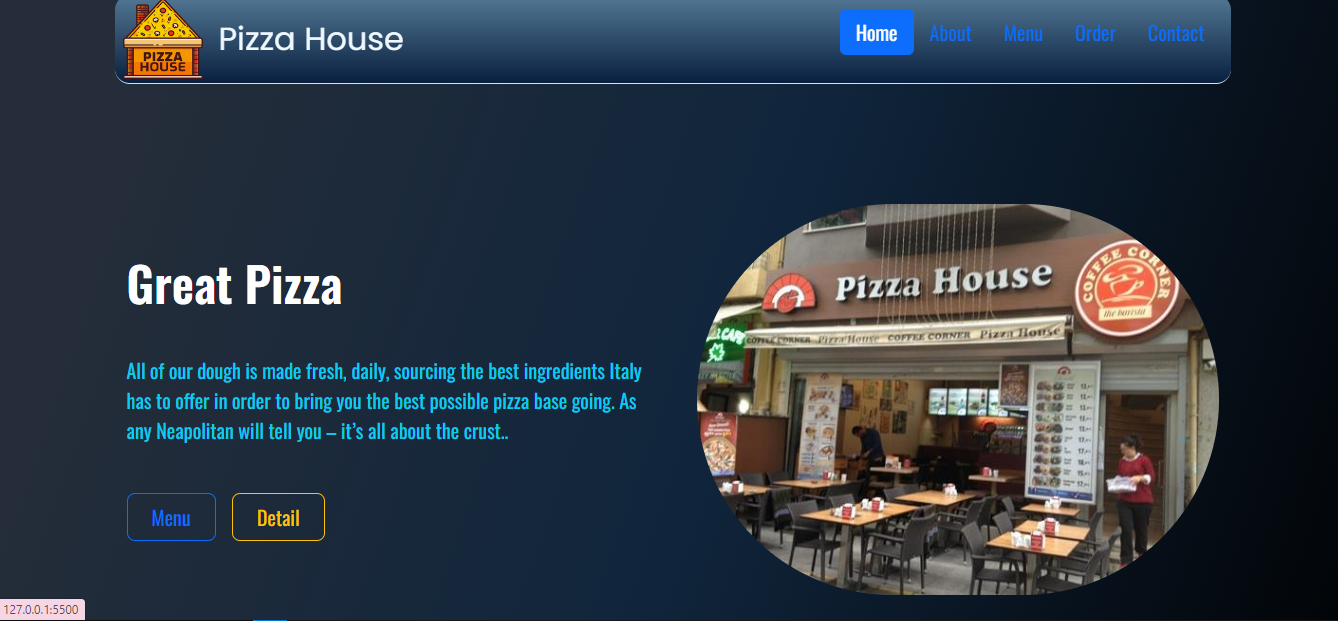 PIZZA
HOUSE
Pizza House
Home
About
Menu
Order
Contact
Great Pizza
All of our dough is made fresh, daily, sourcing the best ingredients Italy
has to offer in order to bring you the best possible pizza base going. As
any Neapolitan will tell you – it’s all about the crust..
Menu
Detail
Pizza House
COFFEE CORNER
the barista
CAFE
COFFEE CORNER Pizza House COFFEE CORNER Pizza House
127.0.0.1:5500